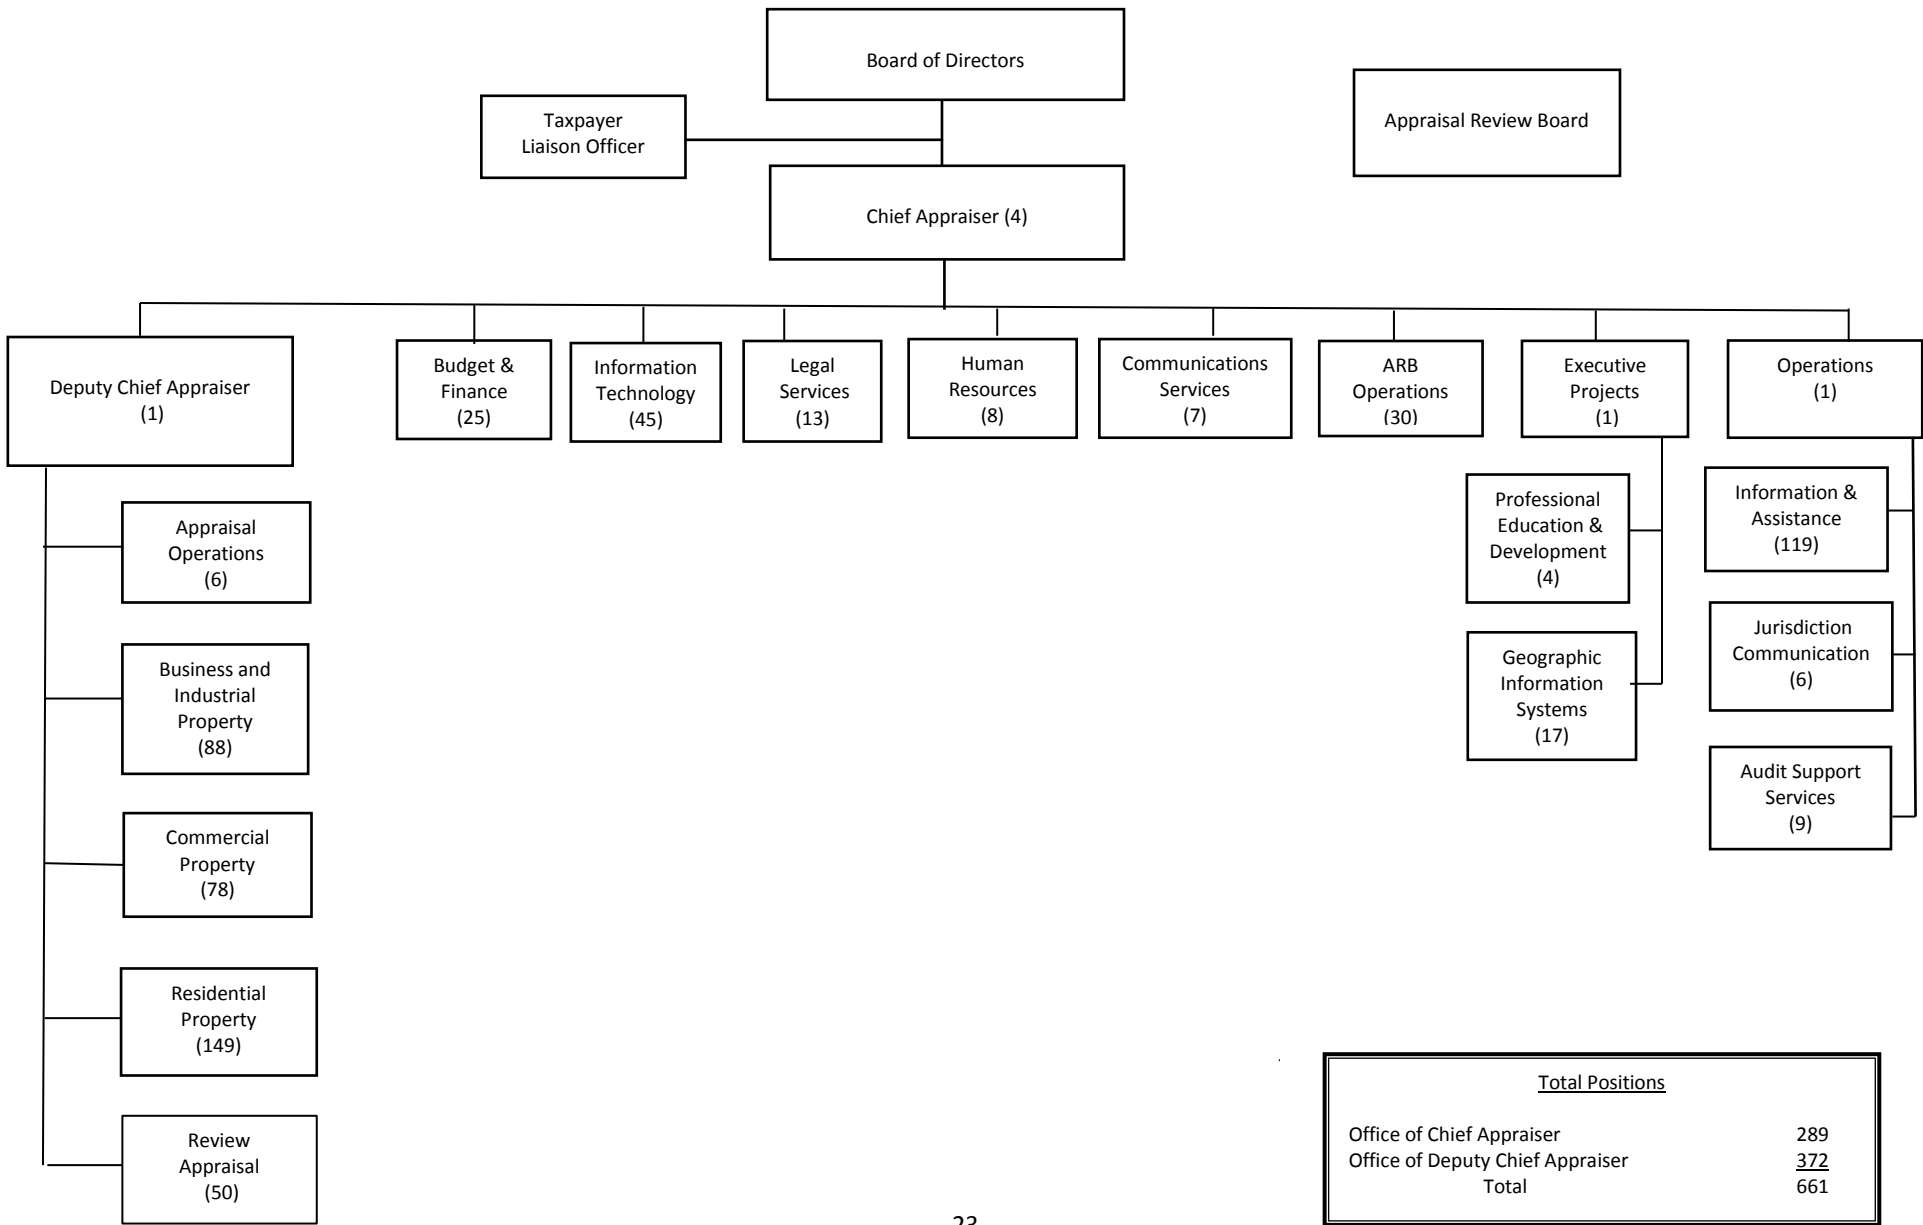 Board of Directors
Taxpayer
Liaison Officer
Appraisal Review Board
Chief Appraiser (4)
Deputy Chief Appraiser
(1)
Budget &
Finance
(25)
Information
Technology
(45)
Legal
Services
(13)
Human
Resources
(8)
Communications
Services
(7)
ARB
Operations
(30)
Executive
Projects
(1)
Operations
(1)
Appraisal
Operations
(6)
Business and
Industrial
Property
(88)
Commercial
Property
(78)
Residential
Property
(149)
Review
Appraisal
(50)
Professional
Education &
Development
(4)
Geographic
Information
Systems
(17)
Information &
Assistance
(119)
Jurisdiction
Communication
(6)
Audit Support
Services
(9)
Total Positions
Office of Chief Appraiser 289
Office of Deputy Chief Appraiser 372
Total 661
23